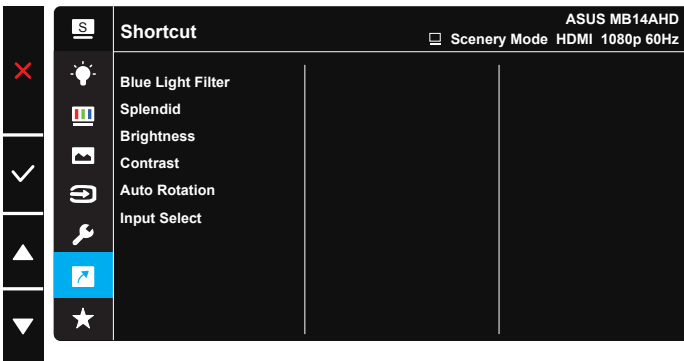 S
Shortcut
ASUS MB14AHD
Scenery Mode HDMI 1080p 60Hz
Blue Light Filter
Splendid
Brightness
Contrast
Auto Rotation
Input Select